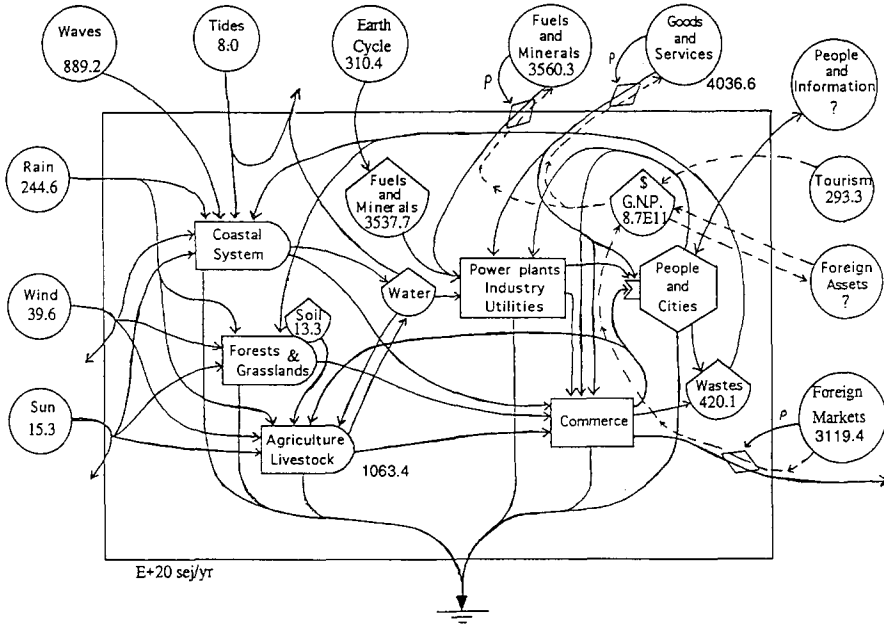 Waves
889.2
Tides
8.0
Earth
Cycle
310.4
Fuels
and
Minerals
3560.3
Goods
and
Services
4036.6
People
and
Information
?
p
p
Rain
244.6
Fuels
and
Minerals
3537.7
$
G.N.P.
8.7E11
Tourism
293.3
Coastal
System
Water
Power plants
Industry
Utilities
People
and
Cities
Foreign
Assets
?
Wind
39.6
Soil
13.3
Forests &
Grasslands
Wastes
420.1
Sun
15.3
Agriculture
Livestock
1063.4
Commerce
p
Foreign
Markets
3119.4
E+20 sej/yr